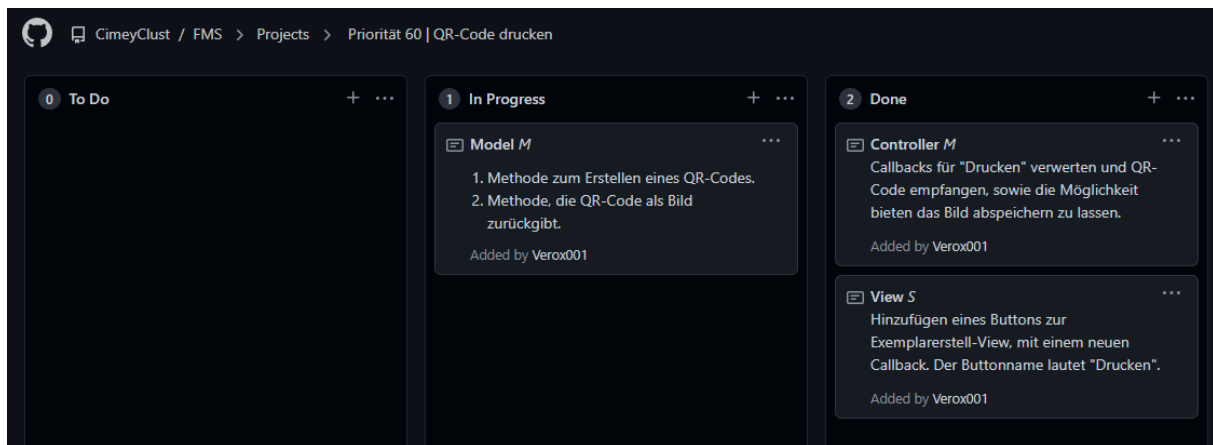 CimeyClust / FMS > Projects > Priorität 60 | QR-Code drucken
0 To Do
1 In Progress
Model M
1. Methode zum Erstellen eines QR-Codes.
2. Methode, die QR-Code als Bild
zurückgibt.
Added by Verox001
2 Done
Controller M
Callbacks für "Drucken" verwerten und QR-
Code empfangen, sowie die Möglichkeit
bieten das Bild abspeichern zu lassen.
Added by Verox001
View S
Hinzufügen eines Buttons zur
Exemplarerstell-View, mit einem neuen
Callback. Der Buttonname lautet "Drucken".
Added by Verox001